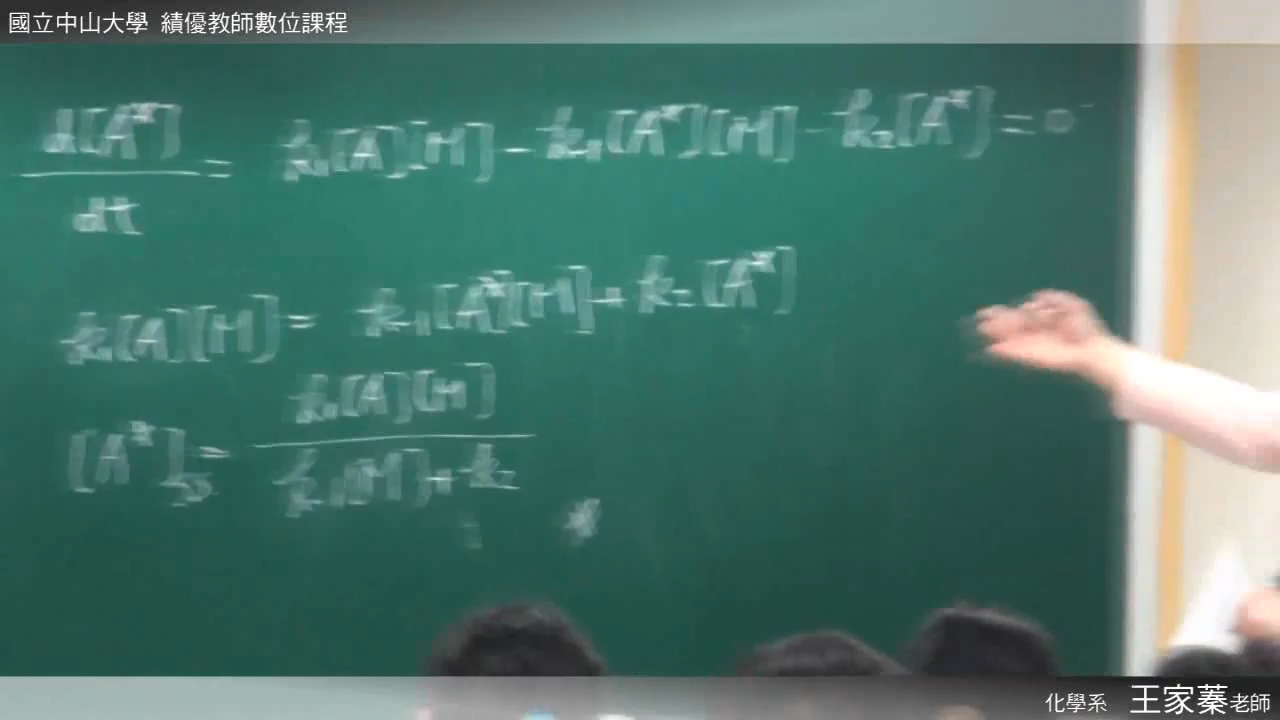 國立中山大學 績優教師數位課程
d[A*]/dt = k₁[A][M] - k₋₁[A*][M] - k₂[A*] = 0
k₁[A][M] = k₋₁[A*][M] + k₂[A*]
[A*]ss = k₁[A][M] / k₋₁[M] + k₂
化學系 王家蓁老師